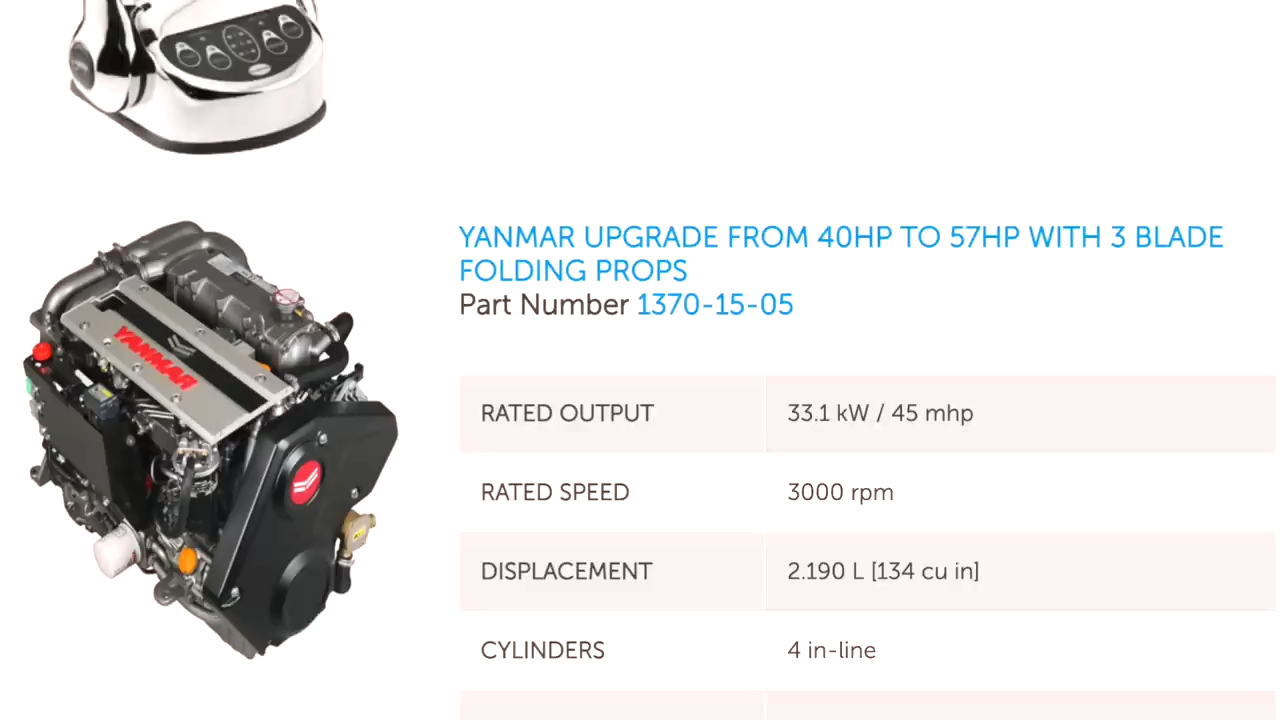 YANMAR UPGRADE FROM 40HP TO 57HP WITH 3 BLADE
FOLDING PROPS
Part Number 1370-15-05
YANMAR
RATED OUTPUT 33.1 kW / 45 mhp
RATED SPEED 3000 rpm
DISPLACEMENT 2.190 L [134 cu in]
CYLINDERS 4 in-line